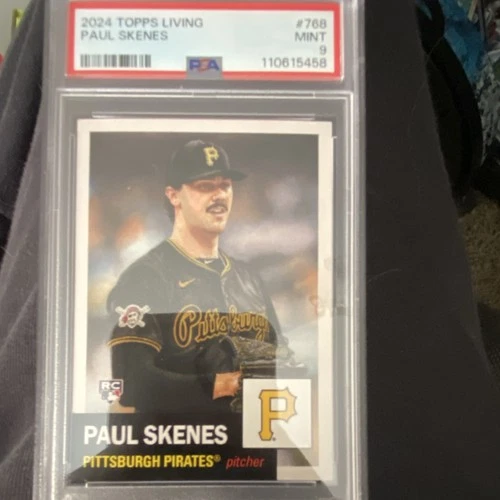 2024 TOPPS LIVING #768
PAUL SKENES MINT
9
PSA 110615458
P
Pittsburgh
RC
P
PAUL SKENES
PITTSBURGH PIRATES® pitcher